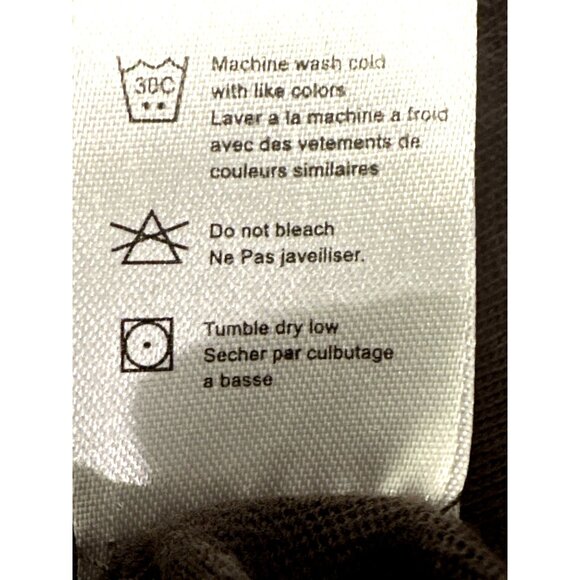 30C
Machine wash cold
with like colors
Laver a la machine a froid
avec des vetements de
couleurs similaires
Do not bleach
Ne Pas javeiliser.
Tumble dry low
Secher par culbutage
a basse